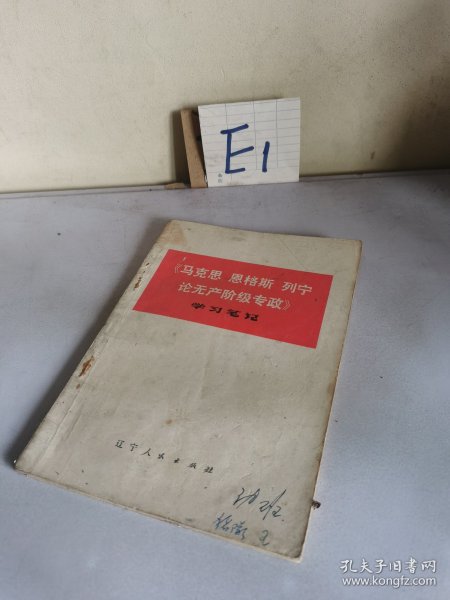 E1
《马克思 恩格斯 列宁
论无产阶级专政》
学习笔记
辽宁人民出版社
孔夫子旧书网
www.kongfz.com